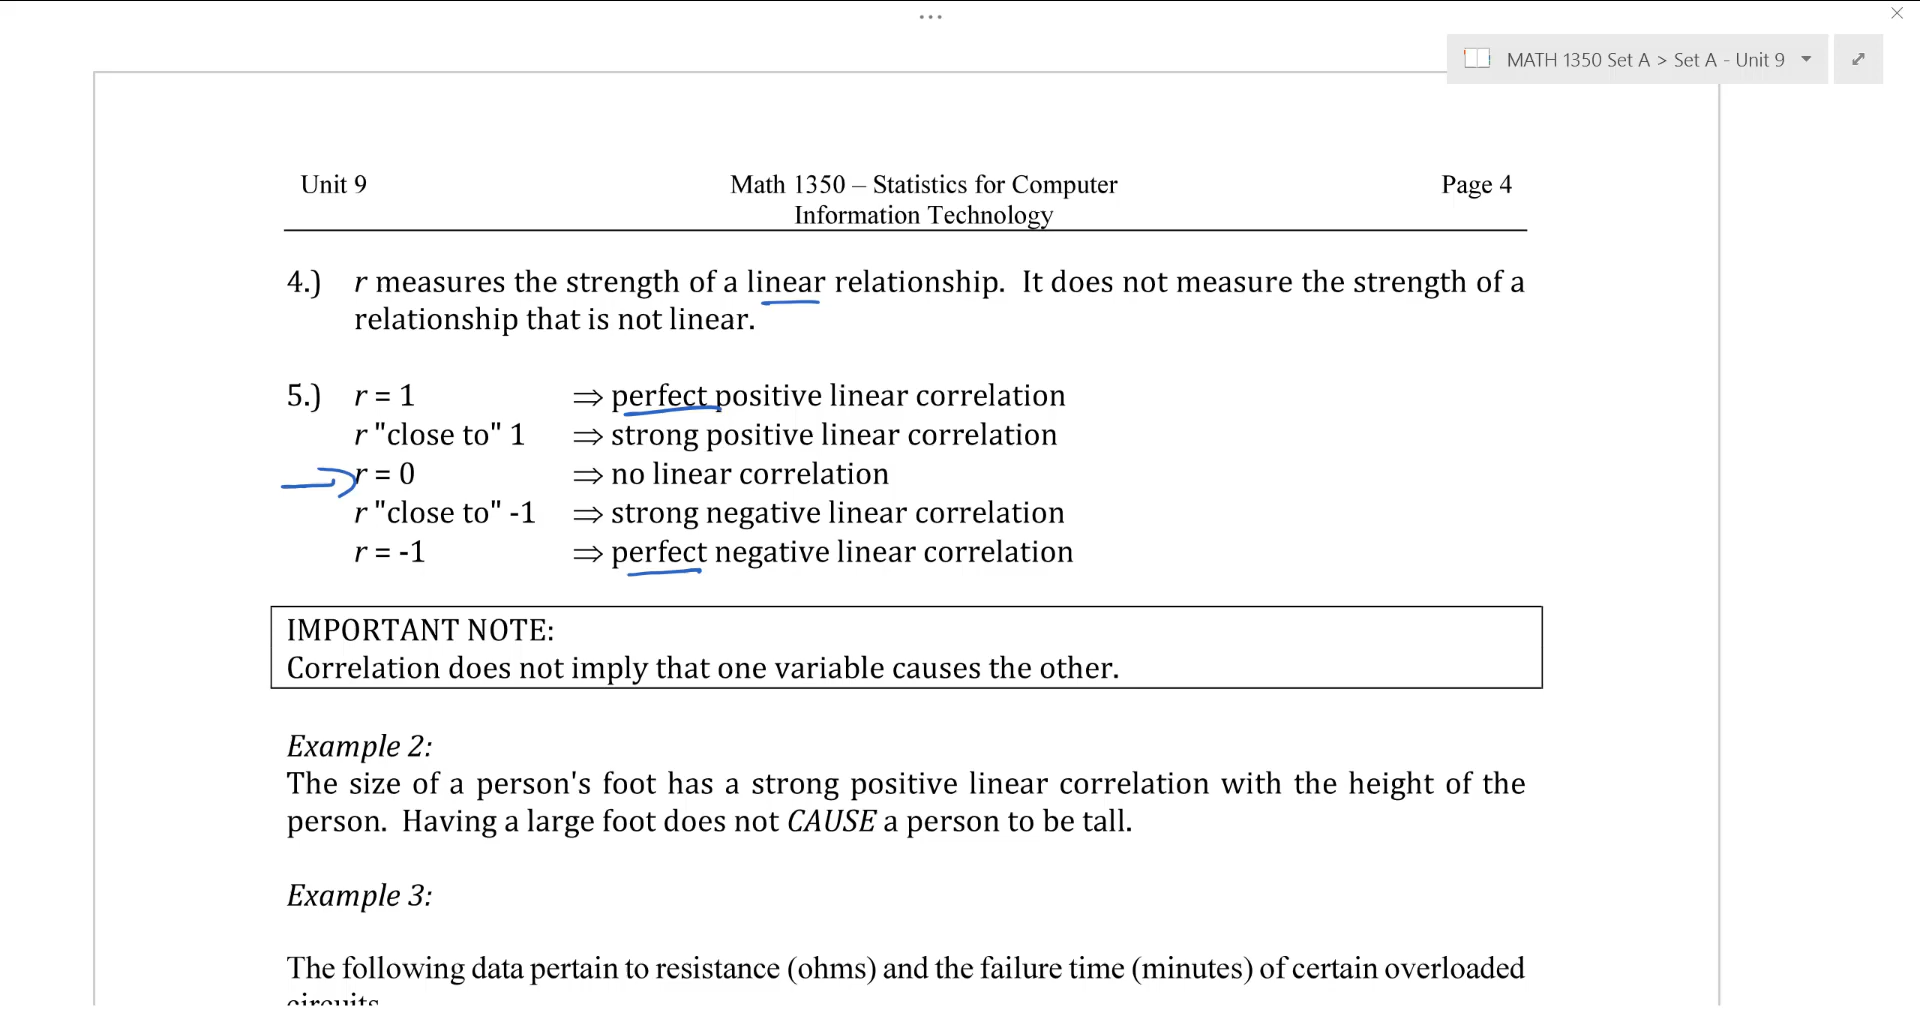 MATH 1350 Set A > Set A - Unit 9
Unit 9 Math 1350 – Statistics for Computer Page 4
Information Technology
4.) r measures the strength of a linear relationship. It does not measure the strength of a
relationship that is not linear.
5.) r = 1 ⇒ perfect positive linear correlation
r "close to" 1 ⇒ strong positive linear correlation
r = 0 ⇒ no linear correlation
r "close to" -1 ⇒ strong negative linear correlation
r = -1 ⇒ perfect negative linear correlation
IMPORTANT NOTE:
Correlation does not imply that one variable causes the other.
Example 2:
The size of a person's foot has a strong positive linear correlation with the height of the
person. Having a large foot does not CAUSE a person to be tall.
Example 3:
The following data pertain to resistance (ohms) and the failure time (minutes) of certain overloaded
circuits